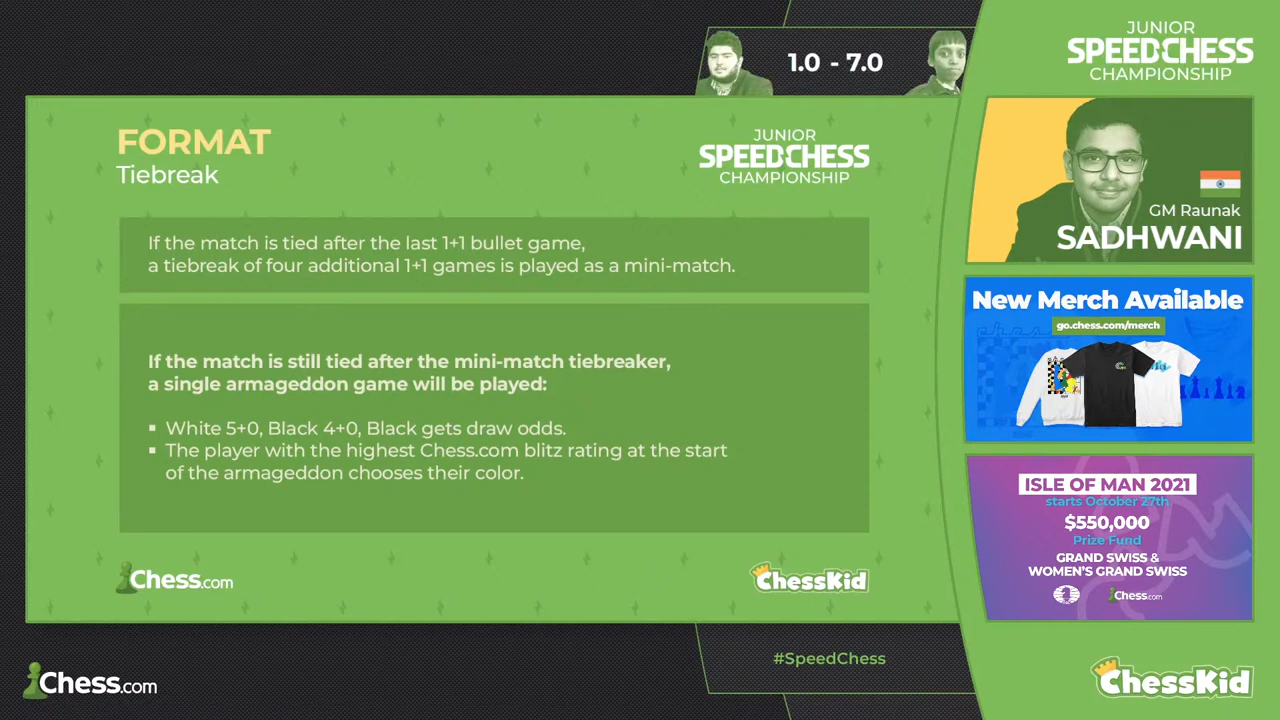 1.0 - 7.0
JUNIOR
SPEEDCHESS
CHAMPIONSHIP
FORMAT
Tiebreak
JUNIOR
SPEEDCHESS
CHAMPIONSHIP
If the match is tied after the last 1+1 bullet game,
a tiebreak of four additional 1+1 games is played as a mini-match.
If the match is still tied after the mini-match tiebreaker,
a single armageddon game will be played:
▪ White 5+0, Black 4+0, Black gets draw odds.
▪ The player with the highest Chess.com blitz rating at the start
of the armageddon chooses their color.
Chess.com
ChessKid
GM Raunak
SADHWANI
New Merch Available
go.chess.com/merch
ISLE OF MAN 2021
starts October 27th
$550,000
Prize Fund
GRAND SWISS &
WOMEN'S GRAND SWISS
Chess.com
#SpeedChess
Chess.com
ChessKid